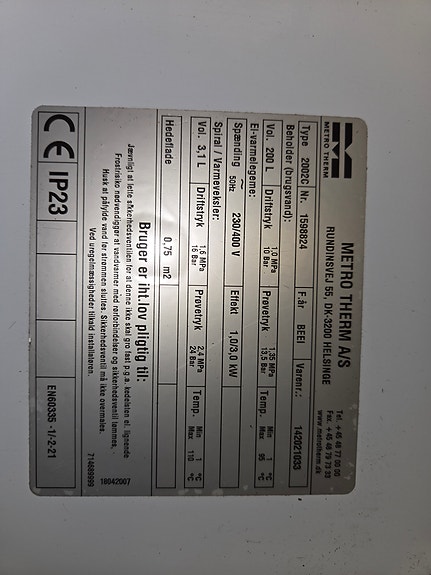 METRO THERM
METRO THERM A/S
RUNDINSVEJ 55, DK-3200 HELSINGE
Tel. +45 48 77 00 00
Fax. +45 48 79 73 33
www.metrotherm.dk
Type 2002C Nr. 1598824 F.år BEEI Varenr.: 142021033
Beholder (brugsvand):
Vol. 200 L Driftstryk 1,0 MPa 10 Bar Prøvetryk 1,35 MPa 13,5 Bar Temp. Min 1 °C Max 95 °C
El-varmelegeme:
Spænding ~ 50Hz 230/400 V Effekt 1,0/3,0 kW
Spiral / Varmeveksler:
Vol. 3,1 L Driftstryk 1,6 MPa 16 Bar Prøvetryk 2,4 MPa 24 Bar Temp. Min 1 °C Max 110 °C
Hedeflade 0,75 m2
Bruger er iht.lov pligtig til:
Jævnligt at lette sikkerhedsventilen for at denne ikke skal gro fast p.g.a. kedelsten el. lignende
Frostrisiko nødvendiggør at vandvarmer med rørforbindelser og sikkerhedsventil tømmes.
Husk at påfylde vand før strømmen sluttes. Sikkerhedsventil må ikke overmales.
Ved uregelmæssigheder tilkald installatøren.
714689999 18042007
CE IP23 EN60335 -1/-2-21